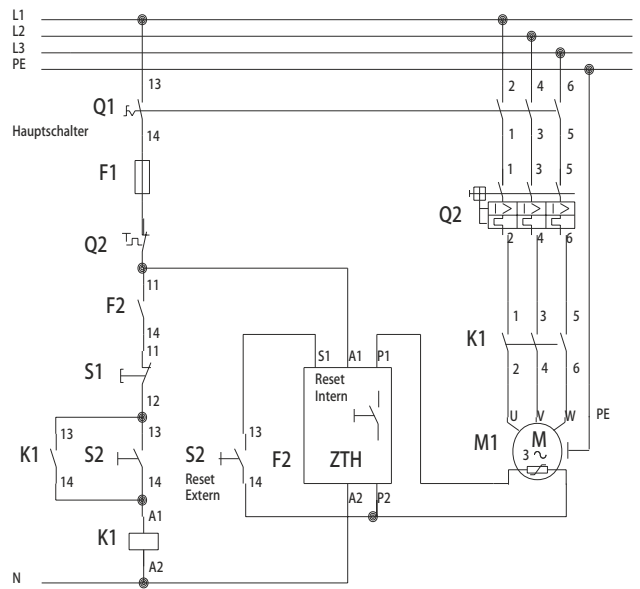 L1
L2
L3
PE
13
2 4 6
Q1
Hauptschalter
14
1 3 5
F1
1 3 5
Q2
I > I > I >
2 4 6
Q2
11
F2
14
1 3 5
K1
2 4 6
11
S1
12
S1 A1 P1
Reset
Intern
U V W PE
13 13 13
K1 S2 S2 F2 ZTH
M1 M
3 ~
14 14 14
Reset
Extern
A2 P2
A1
K1
A2
N